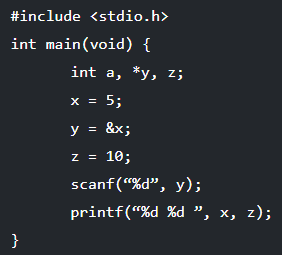 #include <stdio.h>
int main(void) {
int a, *y, z;
x = 5;
y = &x;
z = 10;
scanf(“%d”, y);
printf(“%d %d ”, x, z);
}